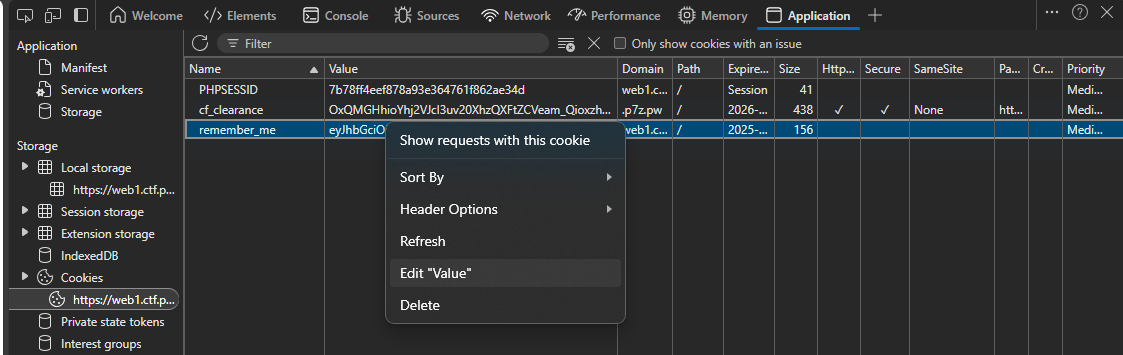 Welcome Elements Console Sources Network Performance Memory Application
Application
Manifest
Service workers
Storage
Storage
Local storage
https://web1.ctf.p...
Session storage
Extension storage
IndexedDB
Cookies
https://web1.ctf.p...
Private state tokens
Interest groups
Filter Only show cookies with an issue
Name Value Domain Path Expire... Size Http... Secure SameSite Pa... Cr... Priority
PHPSESSID 7b78ff4eef878a93e364761f862ae34d web1.c... / Session 41 Medi...
cf_clearance OxQMGHhioYhj2VJcI3uv20XhzQXFtZCVeam_Qioxzh... .p7z.pw / 2026-... 438 ✓ ✓ None htt... Medi...
remember_me eyJhbGciO web1.c... / 2025-... 156 Medi...
Show requests with this cookie
Sort By
Header Options
Refresh
Edit "Value"
Delete